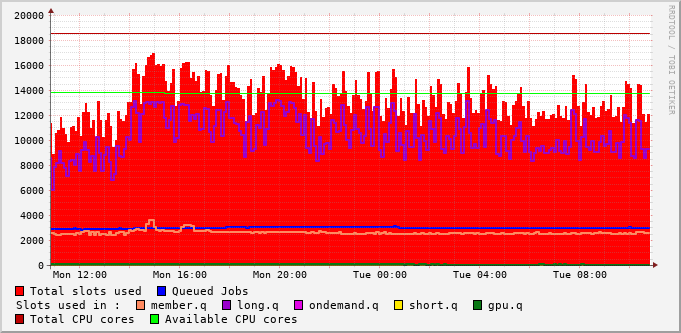 20000
18000
16000
14000
12000
10000
8000
6000
4000
2000
0
Mon 12:00 Mon 16:00 Mon 20:00 Tue 00:00 Tue 04:00 Tue 08:00
Total slots used Queued Jobs
Slots used in : member.q long.q ondemand.q short.q gpu.q
Total CPU cores Available CPU cores
RRDTOOL / TOBI OETIKER